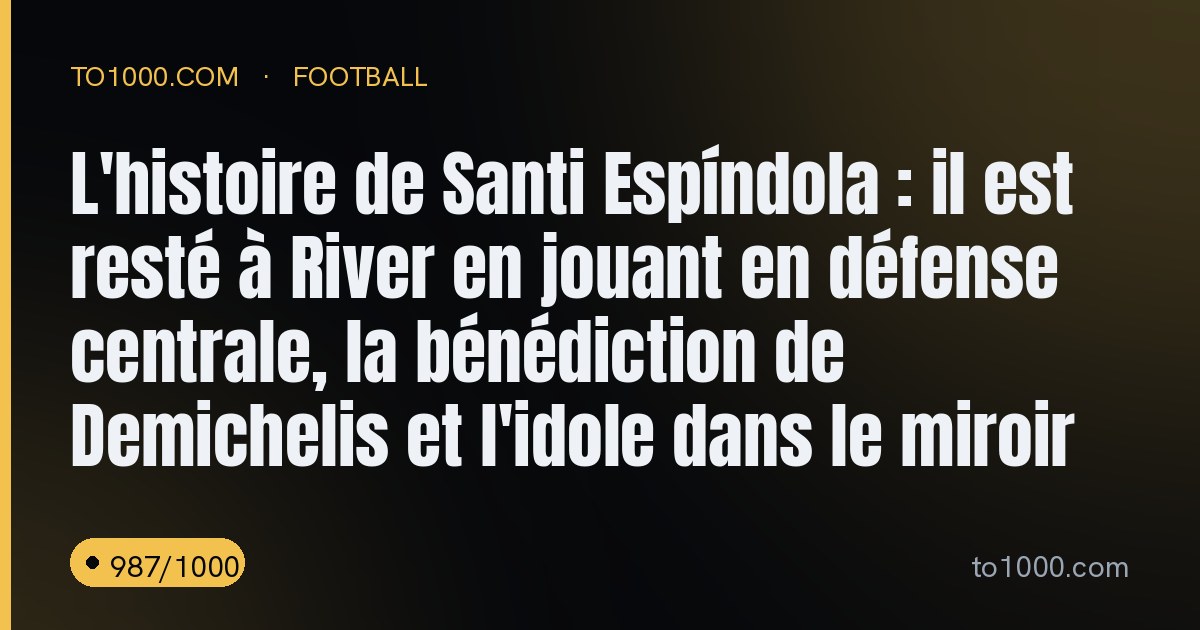 TO1000.COM · FOOTBALL
L'histoire de Santi Espíndola : il est
resté à River en jouant en défense
centrale, la bénédiction de
Demichelis et l'idole dans le miroir
987/1000
to1000.com